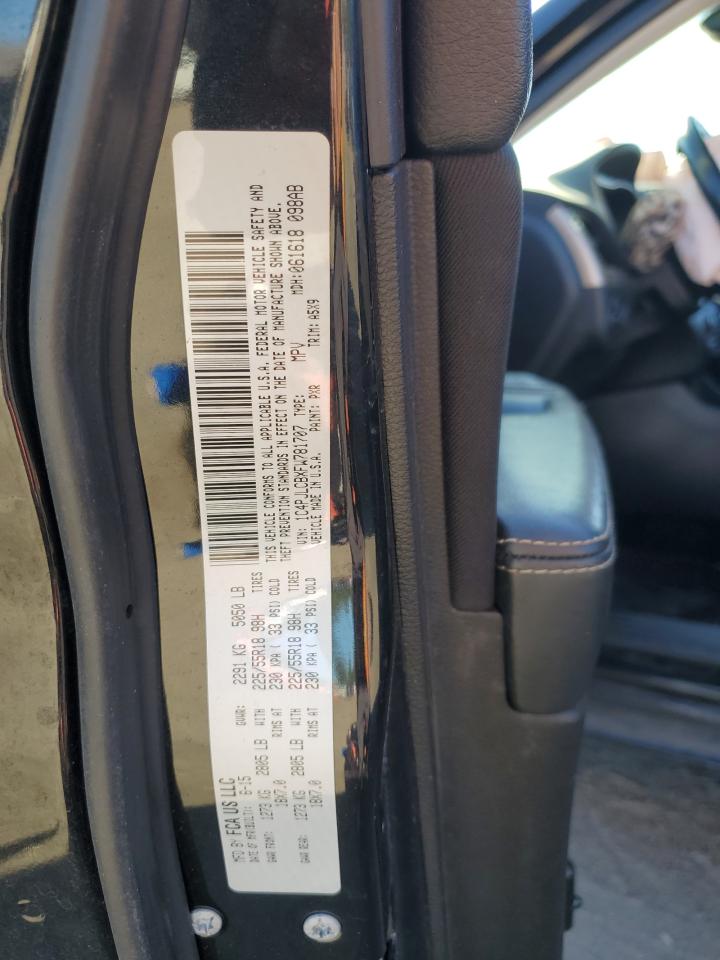 MFD BY FCA US LLC
DATE OF MFR(BUILT): 6-15 GVWR: 2291 KG 5050 LB
GAWR FRONT: 1273 KG 2805 LB WITH 225/55R18 98H TIRES
18X7.0 RIMS AT 230 KPA ( 33 PSI) COLD
GAWR REAR: 1273 KG 2805 LB WITH 225/55R18 98H TIRES
18X7.0 RIMS AT 230 KPA ( 33 PSI) COLD
THIS VEHICLE CONFORMS TO ALL APPLICABLE U.S.A. FEDERAL MOTOR VEHICLE SAFETY AND
THEFT PREVENTION STANDARDS IN EFFECT ON THE DATE OF MANUFACTURE SHOWN ABOVE.
VIN: 1C4PJLCBXFW781707 TYPE: MPV MDH:061618 098AB
VEHICLE MADE IN U.S.A. PAINT: PXR TRIM: A5X9